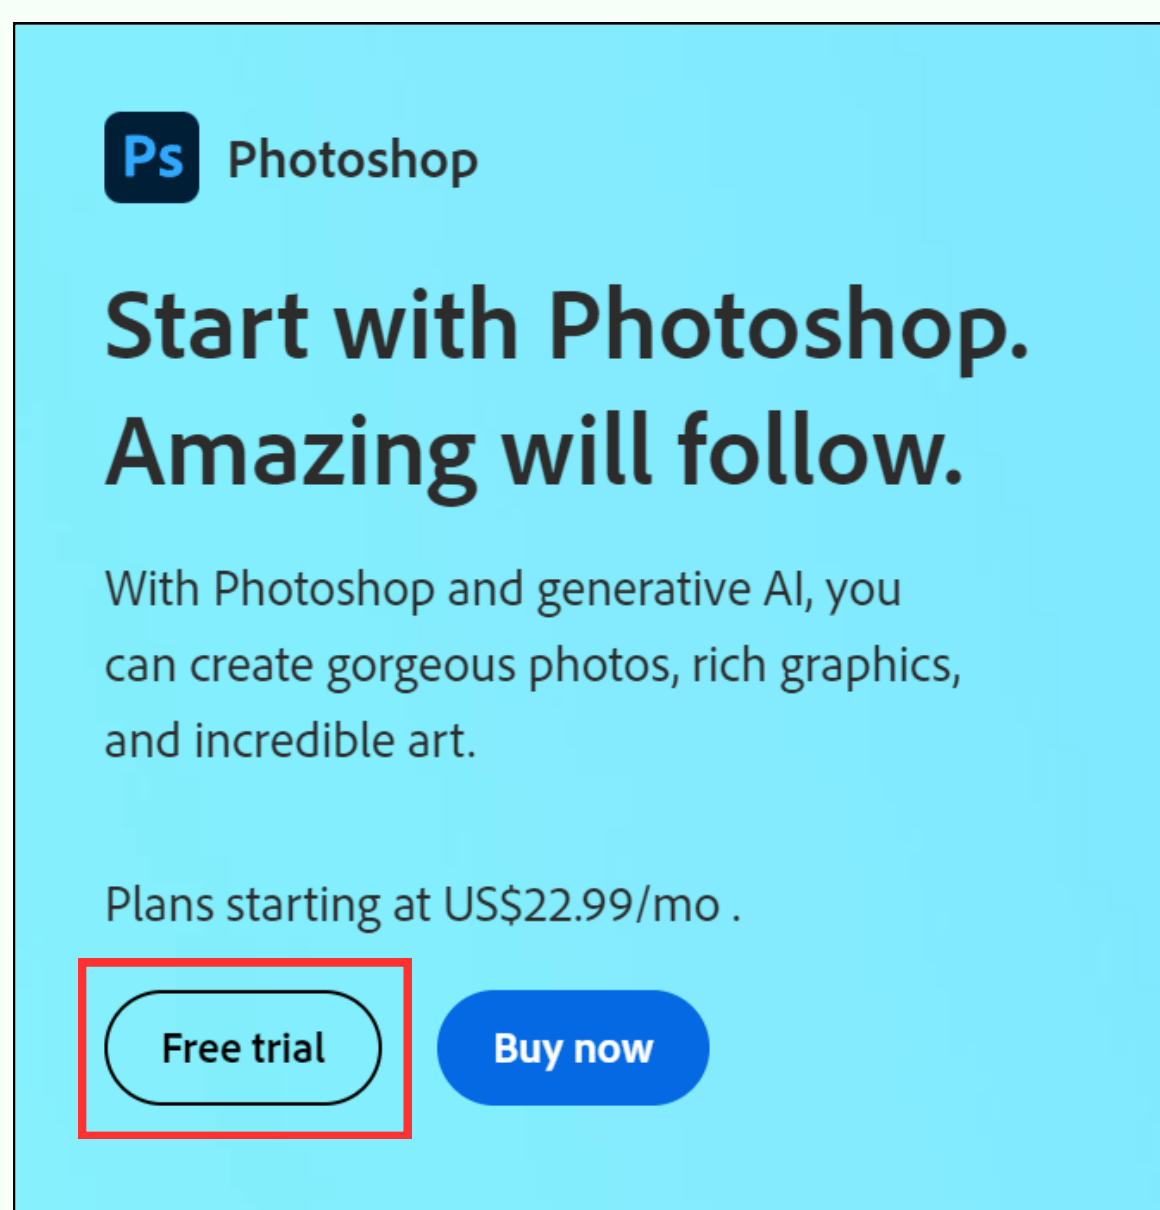 Ps Photoshop
Start with Photoshop.
Amazing will follow.
With Photoshop and generative AI, you
can create gorgeous photos, rich graphics,
and incredible art.
Plans starting at US$22.99/mo .
Free trial Buy now